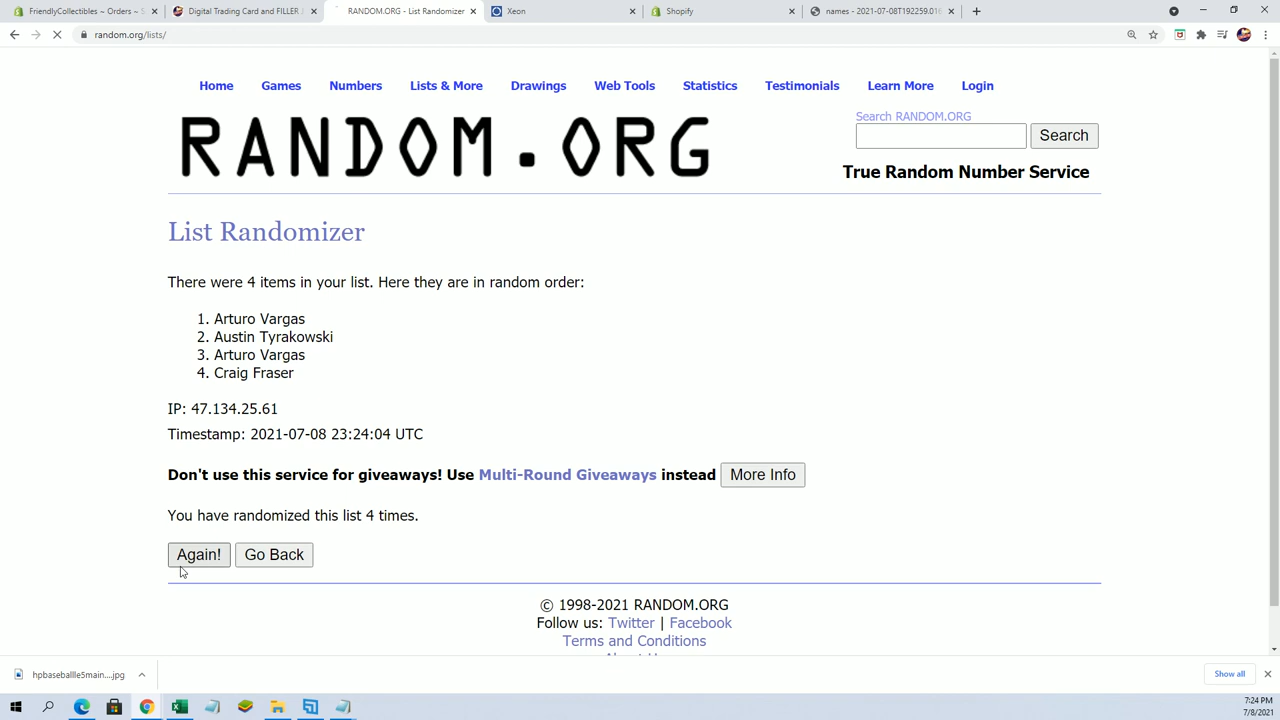 FriendlyCollectibles ~ Orders ~ S
Digital Trading Card and FILLER
RANDOM.ORG - List Randomizer
Xeon
Shopify
names - 2021-07-08T192259.016
random.org/lists/
Home Games Numbers Lists & More Drawings Web Tools Statistics Testimonials Learn More Login
Search RANDOM.ORG
RANDOM.ORG
Search
True Random Number Service
List Randomizer
There were 4 items in your list. Here they are in random order:
1. Arturo Vargas
2. Austin Tyrakowski
3. Arturo Vargas
4. Craig Fraser
IP: 47.134.25.61
Timestamp: 2021-07-08 23:24:04 UTC
Don't use this service for giveaways! Use Multi-Round Giveaways instead More Info
You have randomized this list 4 times.
Again! Go Back
© 1998-2021 RANDOM.ORG
Follow us: Twitter | Facebook
Terms and Conditions
hpbaseballle5main....jpg
Show all
7:24 PM
7/8/2021